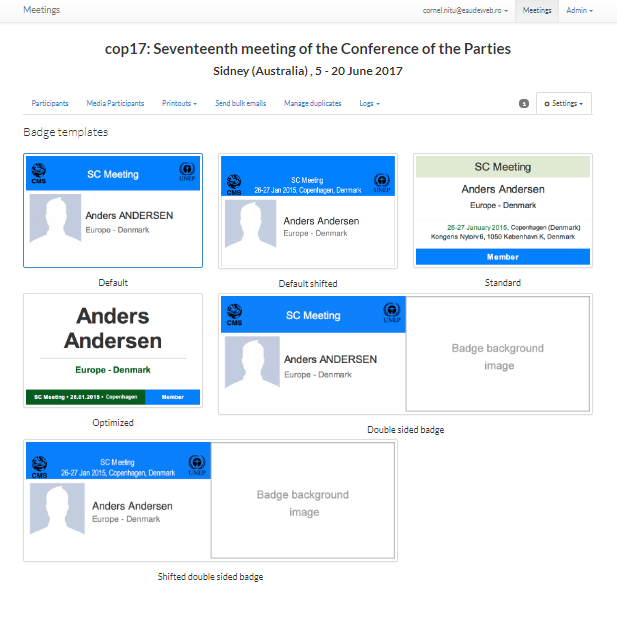 Meetings
cornel.nitu@eaudeweb.ro
Meetings
Admin
cop17: Seventeenth meeting of the Conference of the Parties
Sidney (Australia) , 5 - 20 June 2017
Participants
Media Participants
Printouts
Send bulk emails
Manage duplicates
Logs
1
Settings
Badge templates
CMS
SC Meeting
UNEP
Anders ANDERSEN
Europe - Denmark
Default
CMS
SC Meeting
26-27 Jan 2015, Copenhagen, Denmark
UNEP
Anders Andersen
Europe - Denmark
Default shifted
SC Meeting
Anders Andersen
Europe - Denmark
26-27 January 2015, Copenhagen (Denmark)
Kongens Nytorv6, 1050 København K, Denmark
Member
Standard
Anders
Andersen
Europe - Denmark
SC Meeting • 26.01.2015 • Copenhagen
Member
Optimized
CMS
SC Meeting
UNEP
Anders ANDERSEN
Europe - Denmark
Badge background
image
Double sided badge
CMS
SC Meeting
26-27 Jan 2015, Copenhagen, Denmark
UNEP
Anders Andersen
Europe - Denmark
Badge background
image
Shifted double sided badge